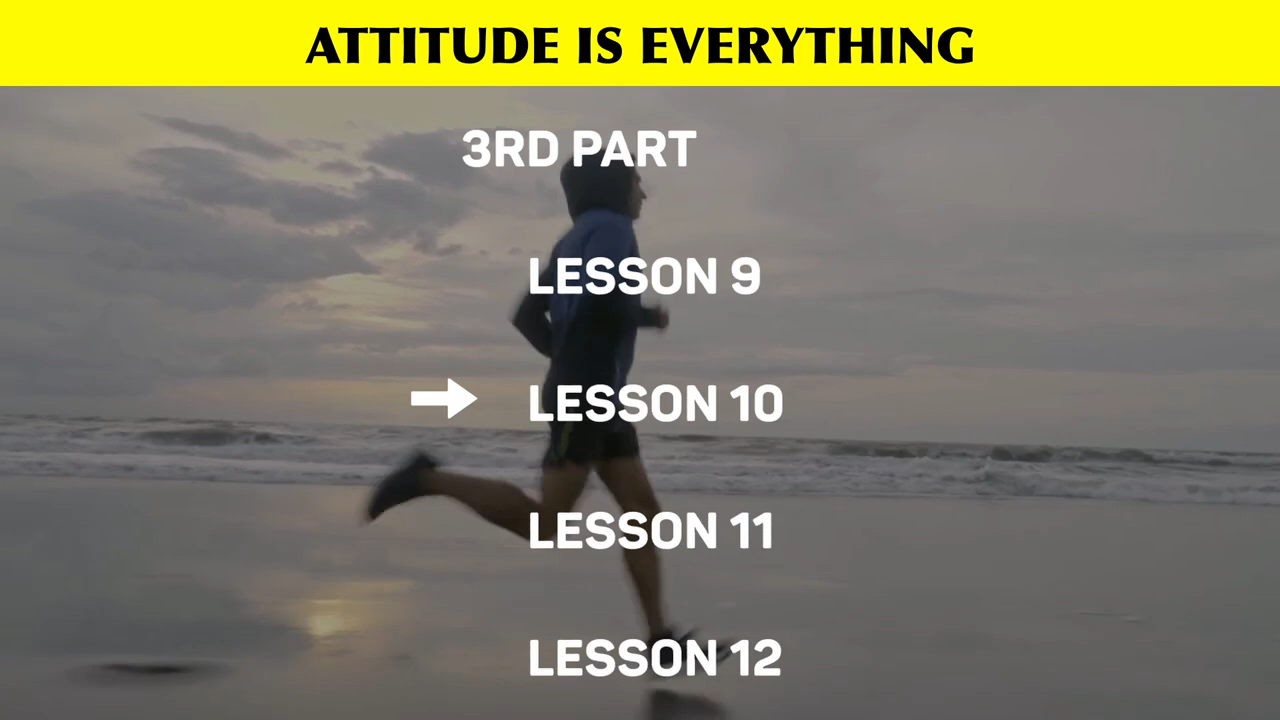 ATTITUDE IS EVERYTHING
3RD PART
LESSON 9
LESSON 10
LESSON 11
LESSON 12